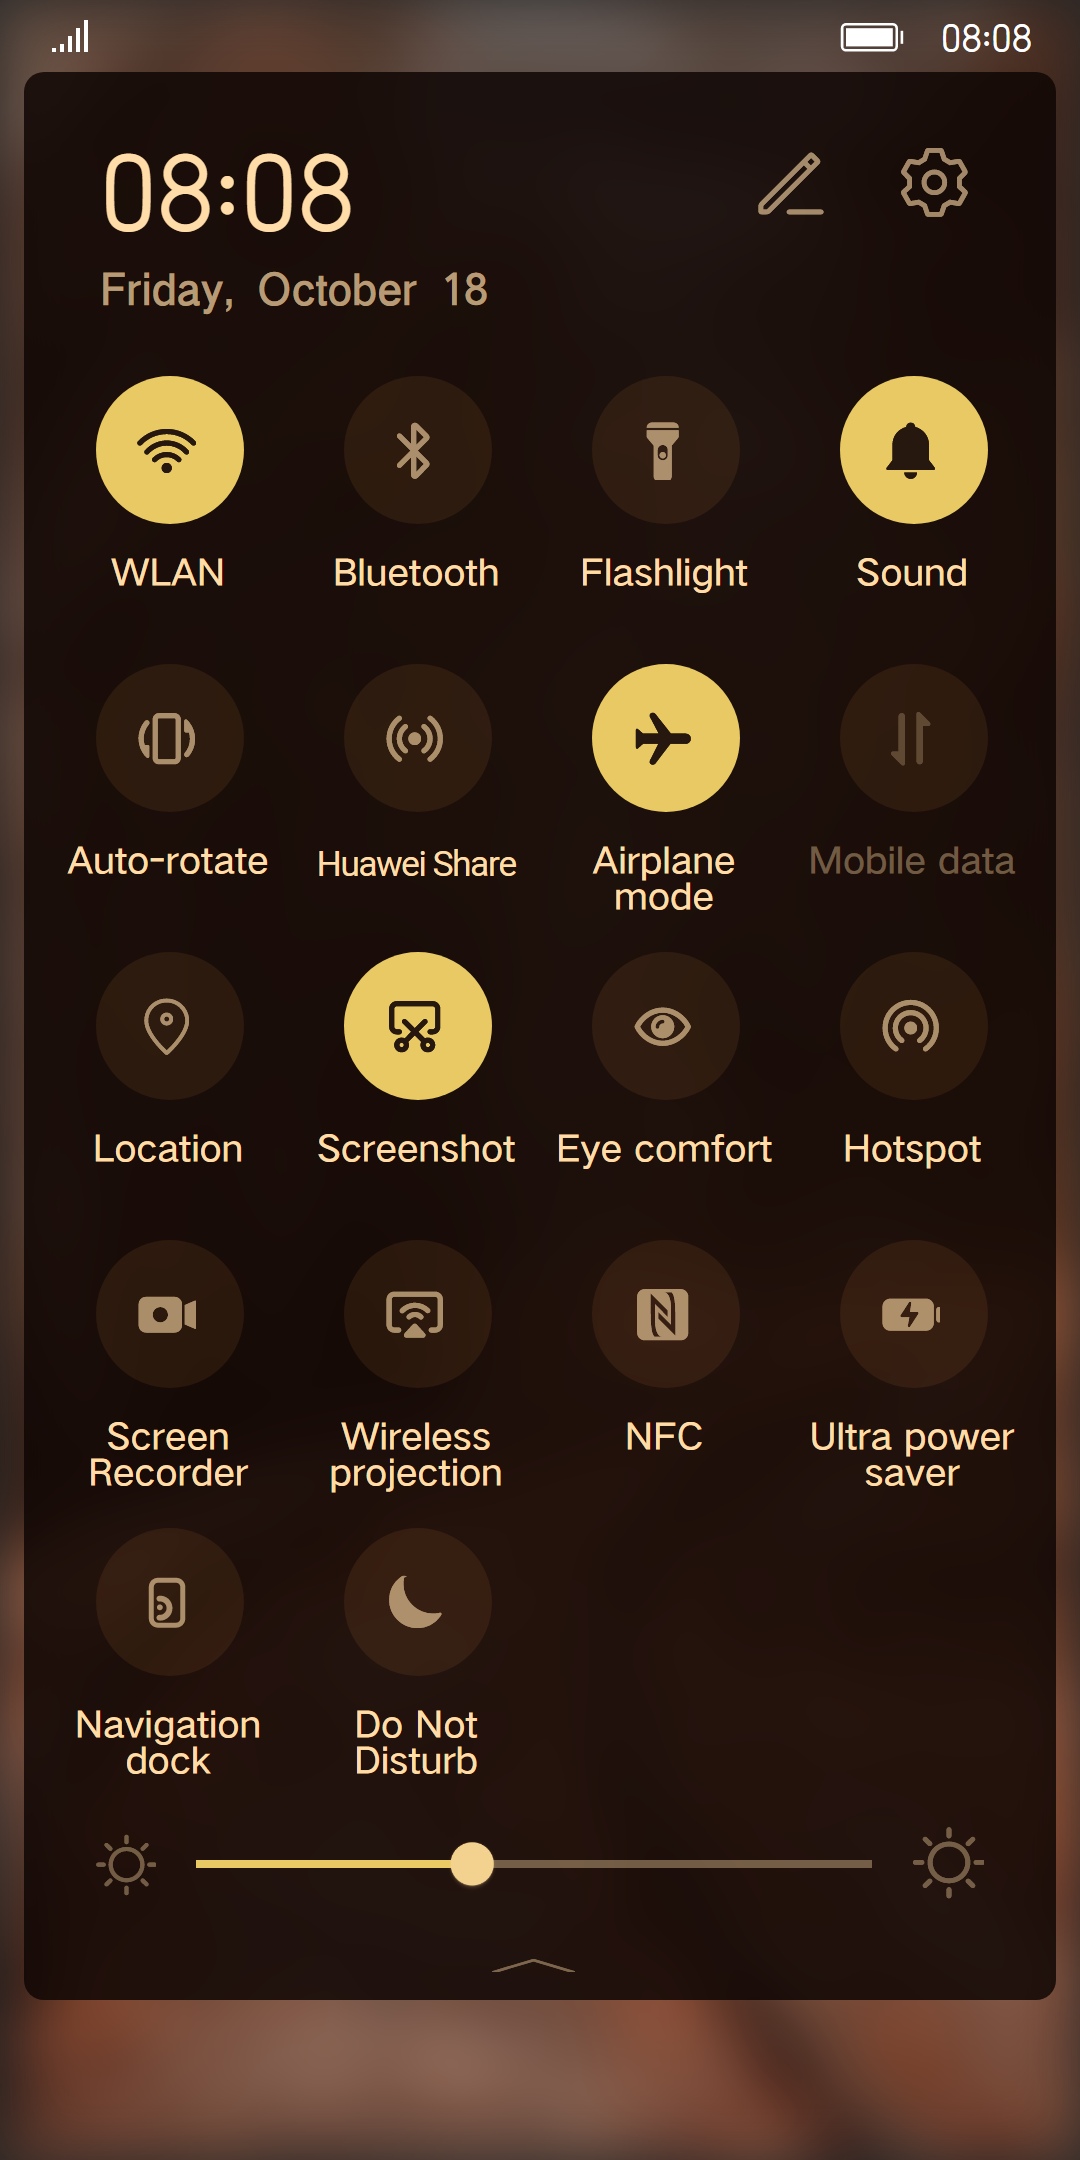 08:08
08:08
Friday, October 18
WLAN
Bluetooth
Flashlight
Sound
Auto-rotate
Huawei Share
Airplane
mode
Mobile data
Location
Screenshot
Eye comfort
Hotspot
Screen
Recorder
Wireless
projection
NFC
Ultra power
saver
Navigation
dock
Do Not
Disturb